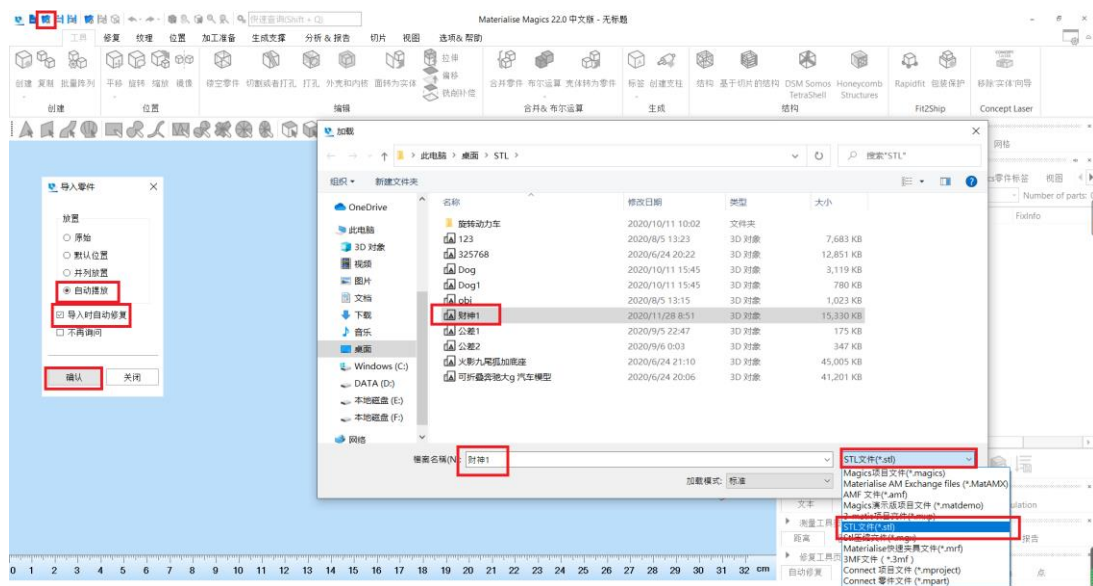 快速查询(Shift + Q)
Materialise Magics 22.0 中文版 - 无标题
工具 修复 纹理 位置 加工准备 生成支撑 分析 & 报告 切片 视图 选项& 帮助
创建 复制 批量阵列 平移 旋转 缩放 镜像 镂空零件 切割或者打孔 打孔 外壳和内核 面转为实体
拉伸
偏移
铣削补偿
合并零件 布尔运算 壳体转为零件 标签 创建支柱 结构 基于切片的结构 DSM Somos TetraShell Honeycomb Structures Rapidfit 包装保护 移除'实体'向导
创建 位置 编辑 合并& 布尔运算 生成 结构 Fit2Ship Concept Laser
导入零件
放置
原始
默认位置
并列放置
自动摆放
导入时自动修复
不再询问
确认 关闭
加载
此电脑 > 桌面 > STL >
搜索"STL"
组织 新建文件夹
OneDrive
此电脑
3D 对象
视频
图片
文档
下载
音乐
桌面
Windows (C:)
DATA (D:)
本地磁盘 (E:)
本地磁盘 (F:)
网络
名称 修改日期 类型 大小
旋转动力车 2020/10/11 10:02 文件夹
123 2020/8/5 13:23 3D 对象 7,683 KB
325768 2020/6/24 20:22 3D 对象 12,851 KB
Dog 2020/10/11 15:45 3D 对象 3,119 KB
Dog1 2020/10/11 15:45 3D 对象 780 KB
obj 2020/8/5 13:15 3D 对象 1,023 KB
财神1 2020/11/28 8:51 3D 对象 15,330 KB
公差1 2020/9/5 22:47 3D 对象 175 KB
公差2 2020/9/6 0:03 3D 对象 347 KB
火影九尾狐加底座 2020/6/24 21:10 3D 对象 45,005 KB
可折叠奔驰大g 汽车模型 2020/6/24 20:06 3D 对象 41,201 KB
檔案名稱(N): 财神1
STL文件(*.stl)
加载模式: 标准
Magics项目文件(*.magics)
Materialise AM Exchange files (*.MatAMX)
AMF 文件(*.amf)
Magics演示版项目文件 (*.matdemo)
STL文件(*.stl)
Stl压缩文件(*.mgx)
Materialise快速夹具文件(*.mrf)
3MF文件 ( *.3mf )
Connect 项目文件 (*.mproject)
Connect 零件文件 (*.mpart)
网格
零件标签 视图
Number of parts:
FixInfo
文本
测量工具
距离
报告
修复工具页
自动修复
点
0 1 2 3 4 5 6 7 8 9 10 11 12 13 14 15 16 17 18 19 20 21 22 23 24 25 26 27 28 29 30 31 32 cm